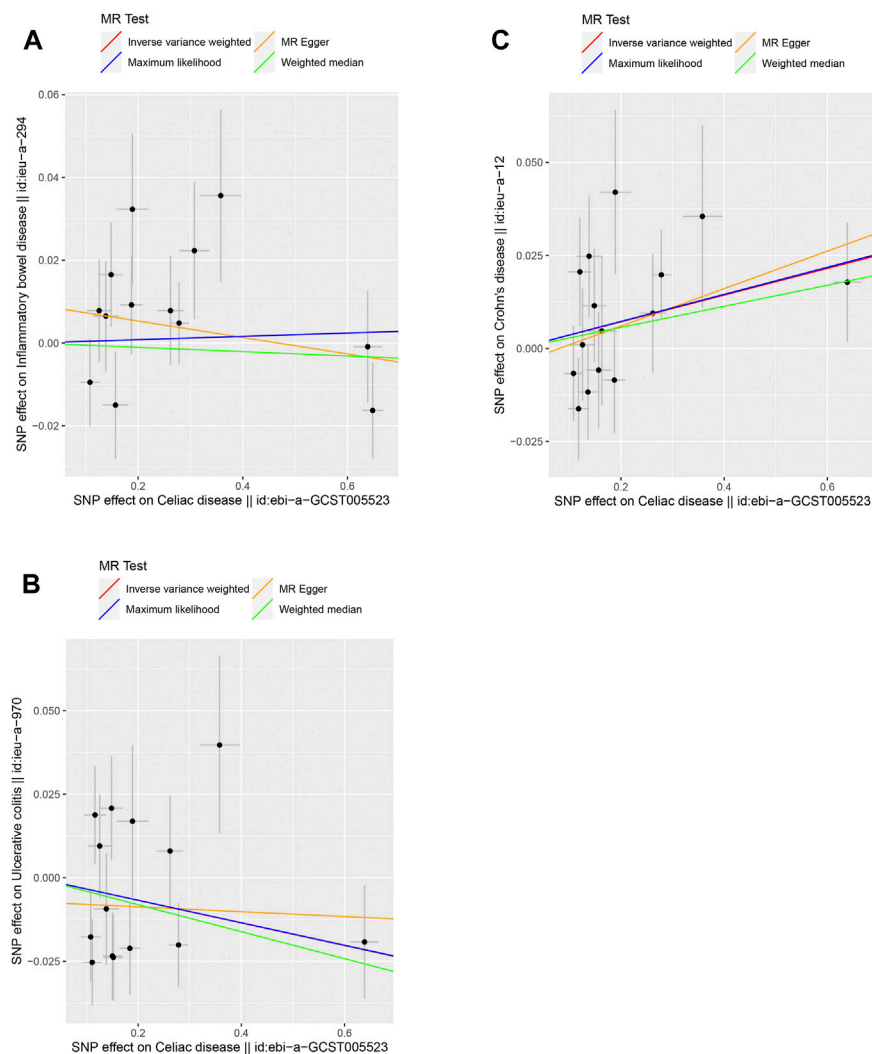 A
MR Test
Inverse variance weighted
MR Egger
Maximum likelihood
Weighted median
0.06
0.04
0.02
0.00
−0.02
SNP effect on Inflammatory bowel disease || id:ieu−a−294
0.2
0.4
0.6
SNP effect on Celiac disease || id:ebi−a−GCST005523
C
MR Test
Inverse variance weighted
MR Egger
Maximum likelihood
Weighted median
0.050
0.025
0.000
−0.025
SNP effect on Crohn's disease || id:ieu−a−12
0.2
0.4
0.6
SNP effect on Celiac disease || id:ebi−a−GCST005523
B
MR Test
Inverse variance weighted
MR Egger
Maximum likelihood
Weighted median
0.050
0.025
0.000
−0.025
SNP effect on Ulcerative colitis || id:ieu−a−970
0.2
0.4
0.6
SNP effect on Celiac disease || id:ebi−a−GCST005523